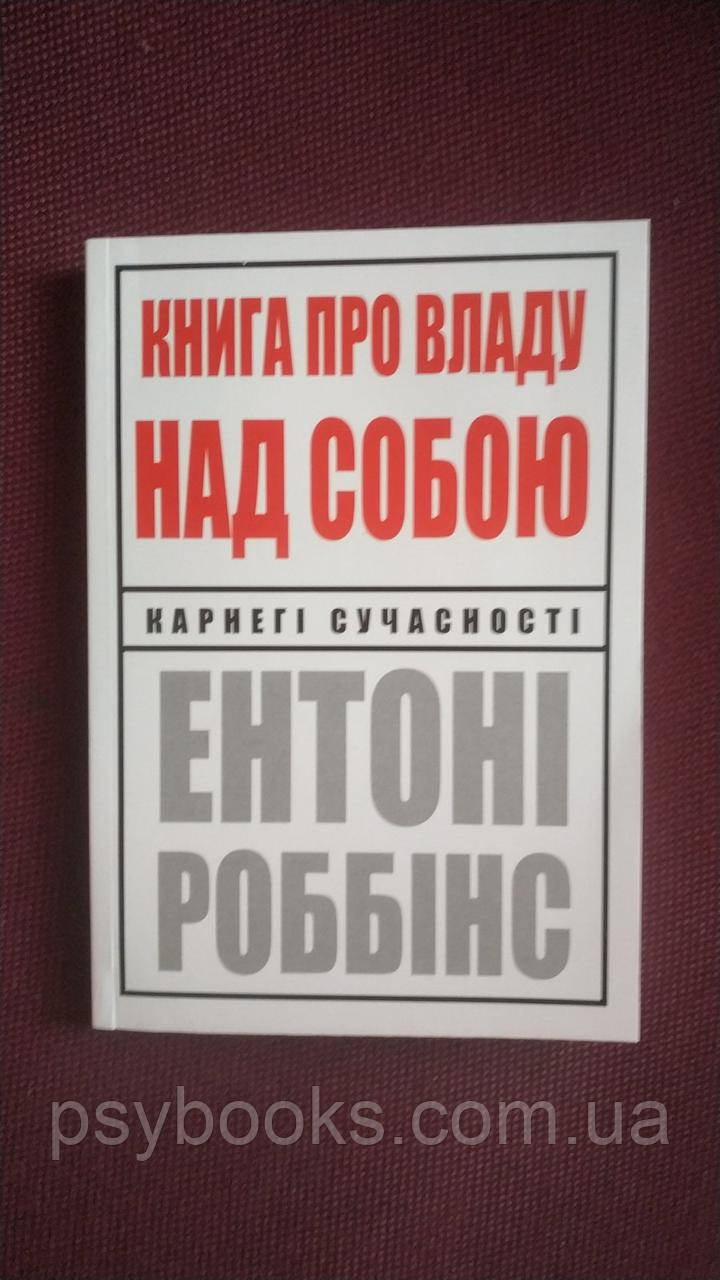 КНИГА ПРО ВЛАДУ
НАД СОБОЮ
КАРНЕГІ СУЧАСНОСТІ
ЕНТОНІ
РОББІНС
psybooks.com.ua